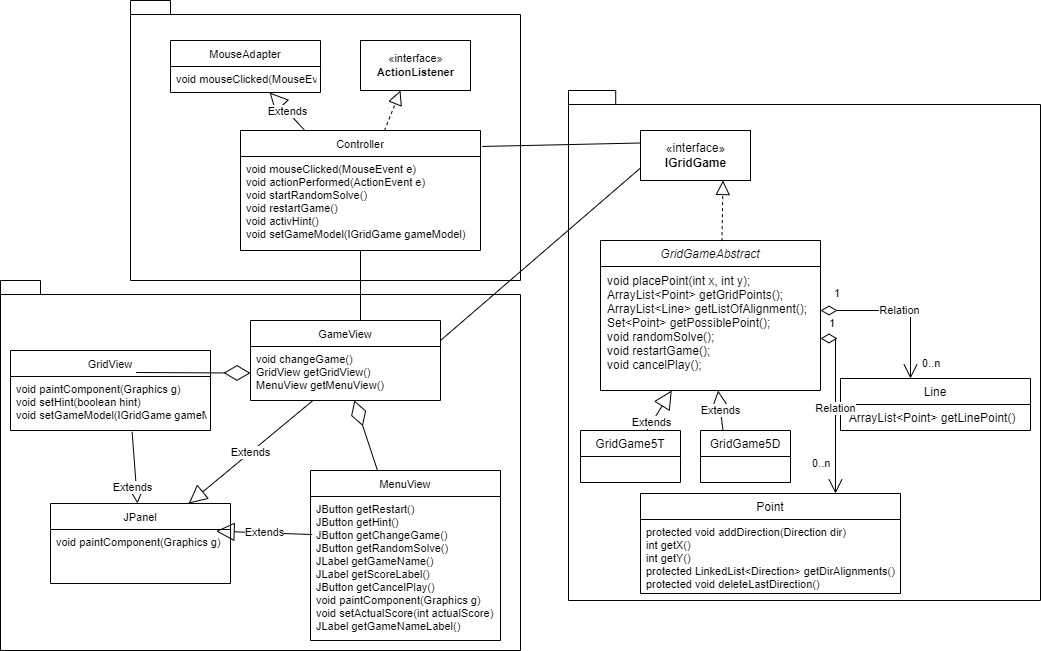 MouseAdapter
void mouseClicked(MouseEv
«interface»
ActionListener
Extends
Controller
void mouseClicked(MouseEvent e)
void actionPerformed(ActionEvent e)
void startRandomSolve()
void restartGame()
void activHint()
void setGameModel(IGridGame gameModel)
«interface»
IGridGame
GridGameAbstract
void placePoint(int x, int y);
ArrayList<Point> getGridPoints();
ArrayList<Line> getListOfAlignment();
Set<Point> getPossiblePoint();
void randomSolve();
void restartGame();
void cancelPlay();
1
Relation
1
0..n
Line
ArrayList<Point> getLinePoint()
Relation
Extends
Extends
GridGame5T
GridGame5D
0..n
Point
protected void addDirection(Direction dir)
int getX()
int getY()
protected LinkedList<Direction> getDirAlignments()
protected void deleteLastDirection()
GameView
void changeGame()
GridView getGridView()
MenuView getMenuView()
GridView
void paintComponent(Graphics g)
void setHint(boolean hint)
void setGameModel(IGridGame gameM
Extends
Extends
Extends
JPanel
void paintComponent(Graphics g)
MenuView
JButton getRestart()
JButton getHint()
JButton getChangeGame()
JButton getRandomSolve()
JLabel getGameName()
JLabel getScoreLabel()
JButton getCancelPlay()
void paintComponent(Graphics g)
void setActualScore(int actualScore)
JLabel getGameNameLabel()